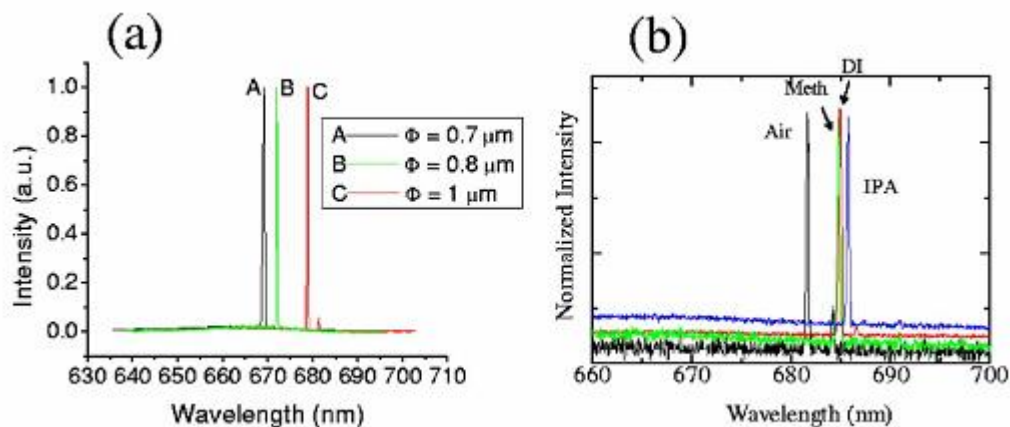 (a)
Intensity (a.u.)
1.0
0.8
0.6
0.4
0.2
0.0
A B C
A Φ = 0.7 μm
B Φ = 0.8 μm
C Φ = 1 μm
630 640 650 660 670 680 690 700 710
Wavelength (nm)
(b)
Normalized Intensity
DI
Meth
Air
IPA
660 670 680 690 700
Wavelength (nm)